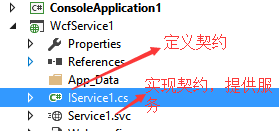 ConsoleApplication1
WcfService1
定义契约
Properties
References
App_Data
实现契约，提供服
务
IService1.cs
Service1.svc